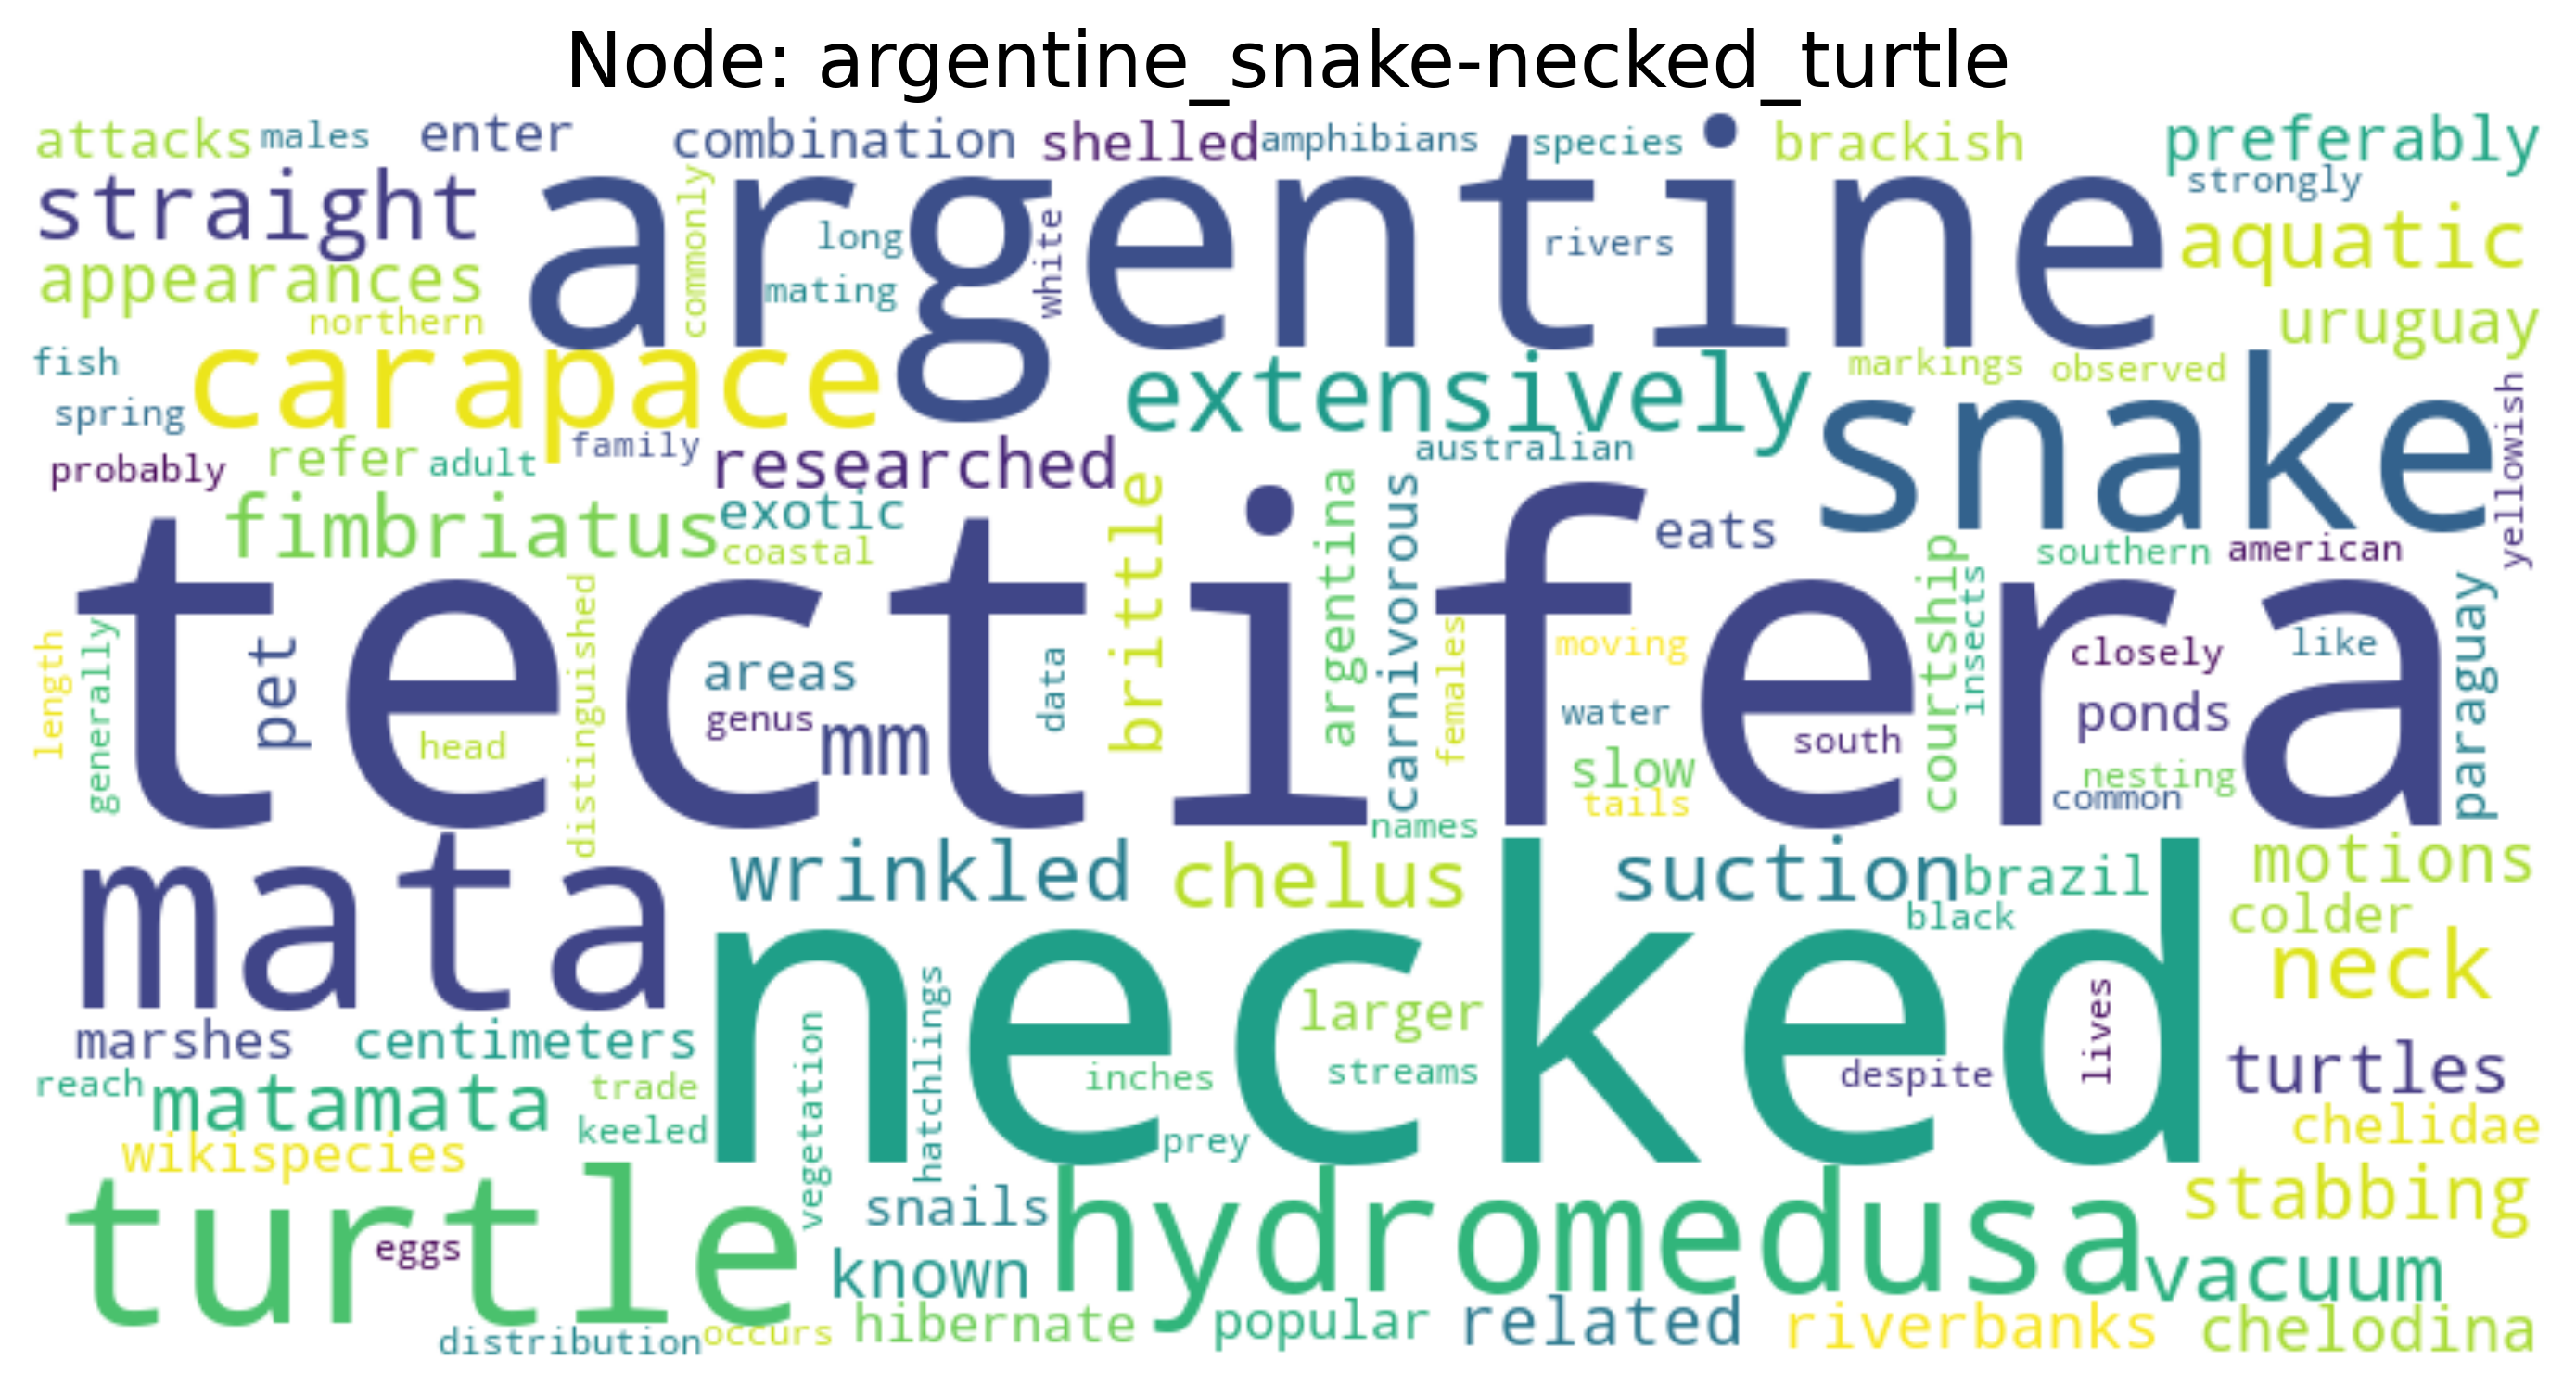 Node: argentine_snake-necked_turtle
attacks males enter combination shelled amphibians species brackish preferably
straight argentine strongly
commonly long white rivers aquatic
appearances mating
northern uruguay
fish carapace extensively markings observed snake yellowish
spring
probably refer adult family researched australian
fimbriatus exotic brittle argentina carnivorous eats
coastal courtship southern american
tectifera
length generally pet distinguished areas data females moving insects closely like paraguay
genus mm water ponds
head south
slow nesting
tails common
names
mata wrinkled chelus suction brazil motions
black colder
necked neck
hatchlings larger lives
marshes centimeters vegetation
reach matamata trade inches streams despite turtles
keeled chelidae
wikispecies prey
turtle snails hydromedusa stabbing
eggs known vacuum
distribution occurs hibernate popular related riverbanks chelodina